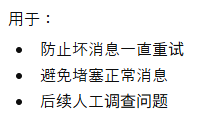 用于：
• 防止坏消息一直重试
• 避免堵塞正常消息
• 后续人工调查问题